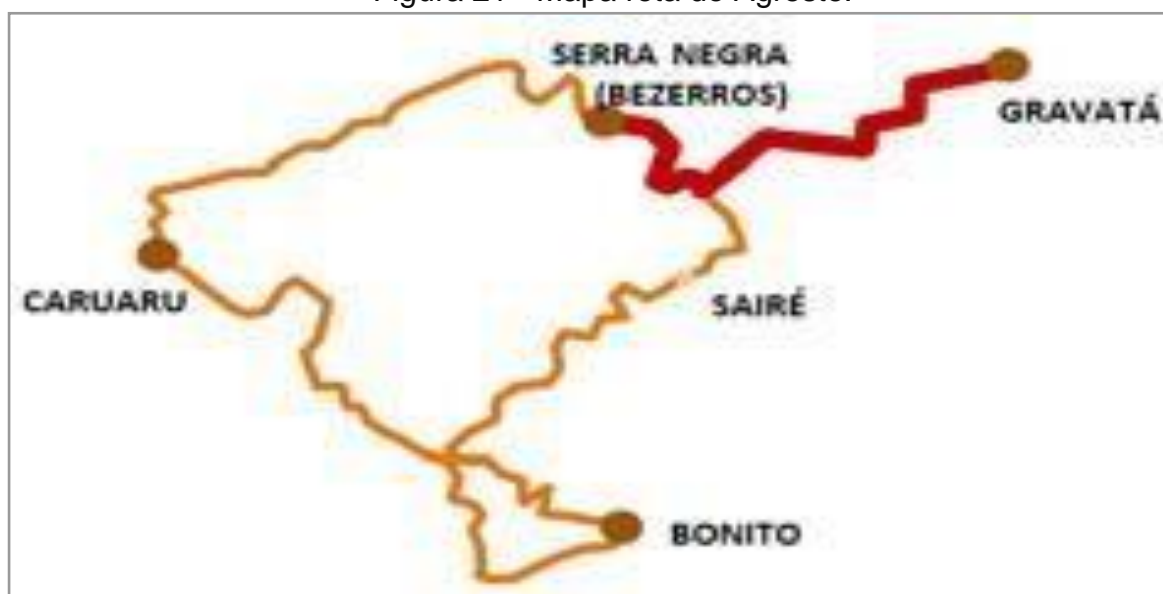 SERRA NEGRA
(BEZERROS)
GRAVATÁ
CARUARU
SAIRÉ
BONITO